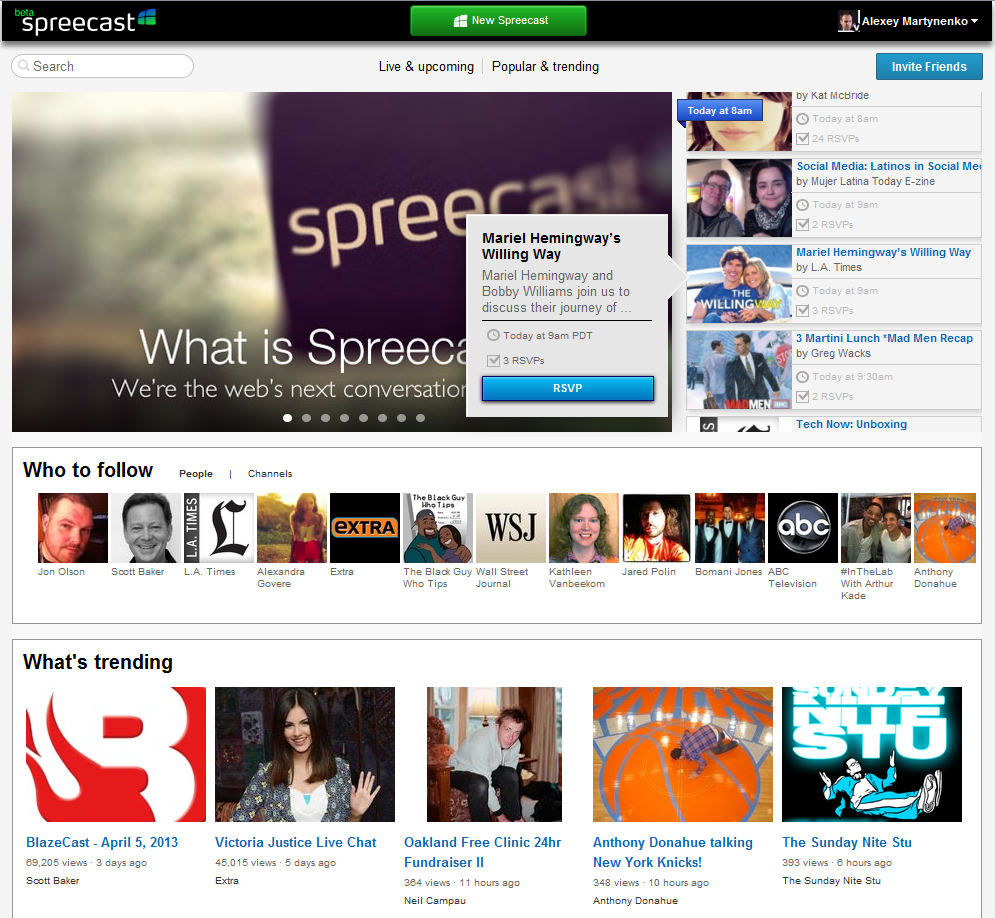 beta
spreecast
New Spreecast
Alexey Martynenko
Search
Live & upcoming
Popular & trending
Invite Friends
spreecast
What is Spreeca
We're the web's next conversation
Mariel Hemingway's
Willing Way
Mariel Hemingway and
Bobby Williams join us to
discuss their journey of ...
Today at 9am PDT
3 RSVPs
RSVP
Today at 8am
by Kat McBride
Today at 8am
24 RSVPs
Social Media: Latinos in Social Me
by Mujer Latina Today E-zine
Today at 9am
2 RSVPs
THE
WILLINGWAY
Mariel Hemingway's Willing Way
by L.A. Times
Today at 9am
3 RSVPs
MADMEN
3 Martini Lunch *Mad Men Recap
by Greg Wacks
Today at 9:30am
2 RSVPs
Tech Now: Unboxing
Who to follow
People | Channels
L.A. TIMES
extra
The Black Guy
Who Tips
WSJ
abc
Jon Olson
Scott Baker
L.A. Times
Alexandra
Govere
Extra
The Black Guy
Who Tips
Wall Street
Journal
Kathleen
Vanbeekom
Jared Polin
Bomani Jones
ABC
Television
#InTheLab
With Arthur
Kade
Anthony
Donahue
What's trending
B
SUNDAY
NITE
STU
BlazeCast - April 5, 2013
69,205 views · 3 days ago
Scott Baker
Victoria Justice Live Chat
45,015 views · 5 days ago
Extra
Oakland Free Clinic 24hr
Fundraiser II
364 views · 11 hours ago
Neil Campau
Anthony Donahue talking
New York Knicks!
348 views · 10 hours ago
Anthony Donahue
The Sunday Nite Stu
393 views · 6 hours ago
The Sunday Nite Stu